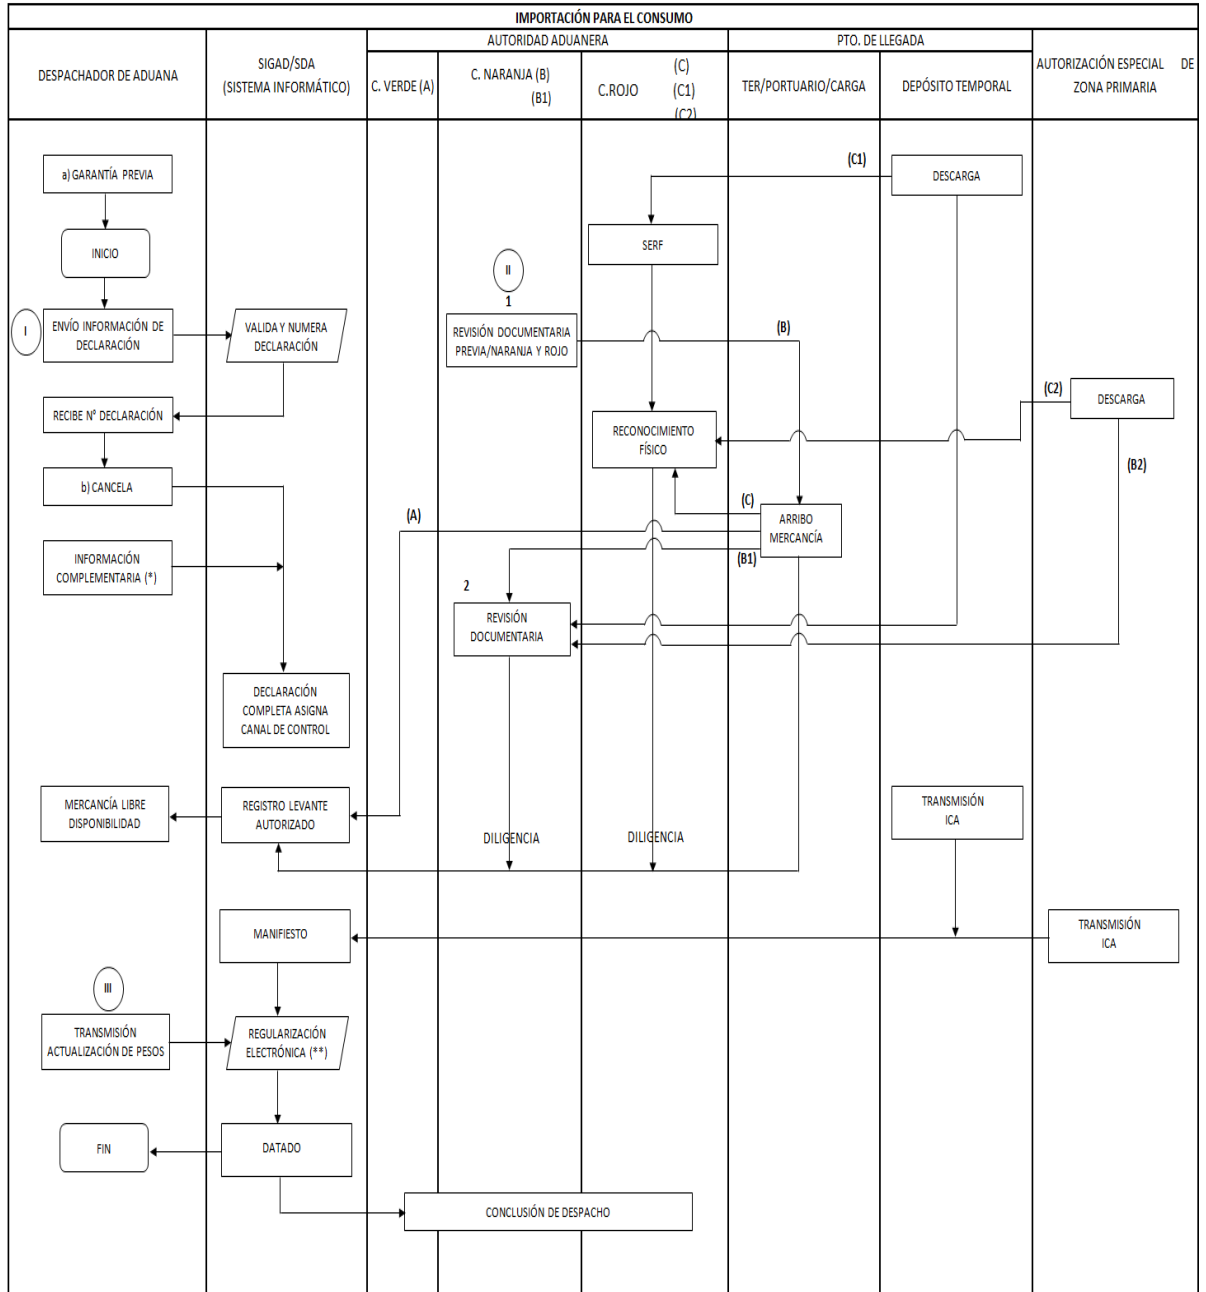 IMPORTACIÓN PARA EL CONSUMO
DESPACHADOR DE ADUANA
SIGAD/SDA
(SISTEMA INFORMÁTICO)
AUTORIDAD ADUANERA
C. VERDE (A)
C. NARANJA (B)
(B1)
C.ROJO
(C)
(C1)
(C2)
PTO. DE LLEGADA
TER/PORTUARIO/CARGA
DEPÓSITO TEMPORAL
AUTORIZACIÓN ESPECIAL DE
ZONA PRIMARIA
a) GARANTÍA PREVIA
(C1)
DESCARGA
INICIO
SERF
II
1
I
ENVÍO INFORMACIÓN DE
DECLARACIÓN
VALIDA Y NUMERA
DECLARACIÓN
REVISIÓN DOCUMENTARIA
PREVIA/NARANJA Y ROJO
(B)
(C2)
DESCARGA
RECIBE Nº DECLARACIÓN
RECONOCIMIENTO
FÍSICO
(B2)
b) CANCELA
(A)
(C)
ARRIBO
MERCANCÍA
(B1)
INFORMACIÓN
COMPLEMENTARIA (*)
2
REVISIÓN
DOCUMENTARIA
DECLARACIÓN
COMPLETA ASIGNA
CANAL DE CONTROL
MERCANCÍA LIBRE
DISPONIBILIDAD
REGISTRO LEVANTE
AUTORIZADO
DILIGENCIA
DILIGENCIA
TRANSMISIÓN
ICA
MANIFIESTO
TRANSMISIÓN
ICA
III
TRANSMISIÓN
ACTUALIZACIÓN DE PESOS
REGULARIZACIÓN
ELECTRÓNICA (**)
FIN
DATADO
CONCLUSIÓN DE DESPACHO